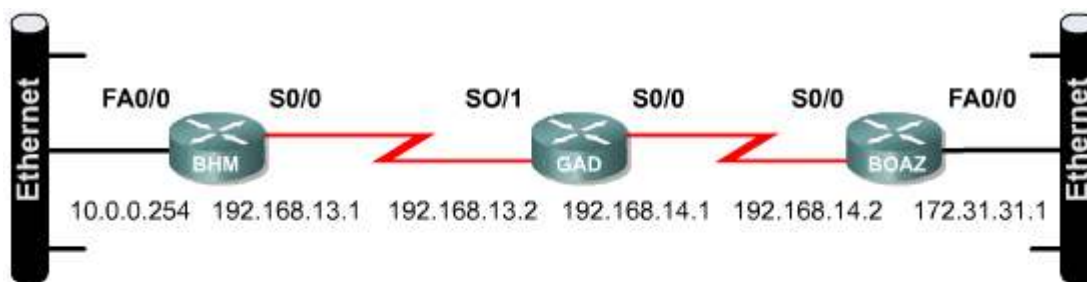 Ethernet
FA0/0 S0/0 SO/1 S0/0 S0/0 FA0/0
BHM GAD BOAZ
10.0.0.254 192.168.13.1 192.168.13.2 192.168.14.1 192.168.14.2 172.31.31.1
Ethernet